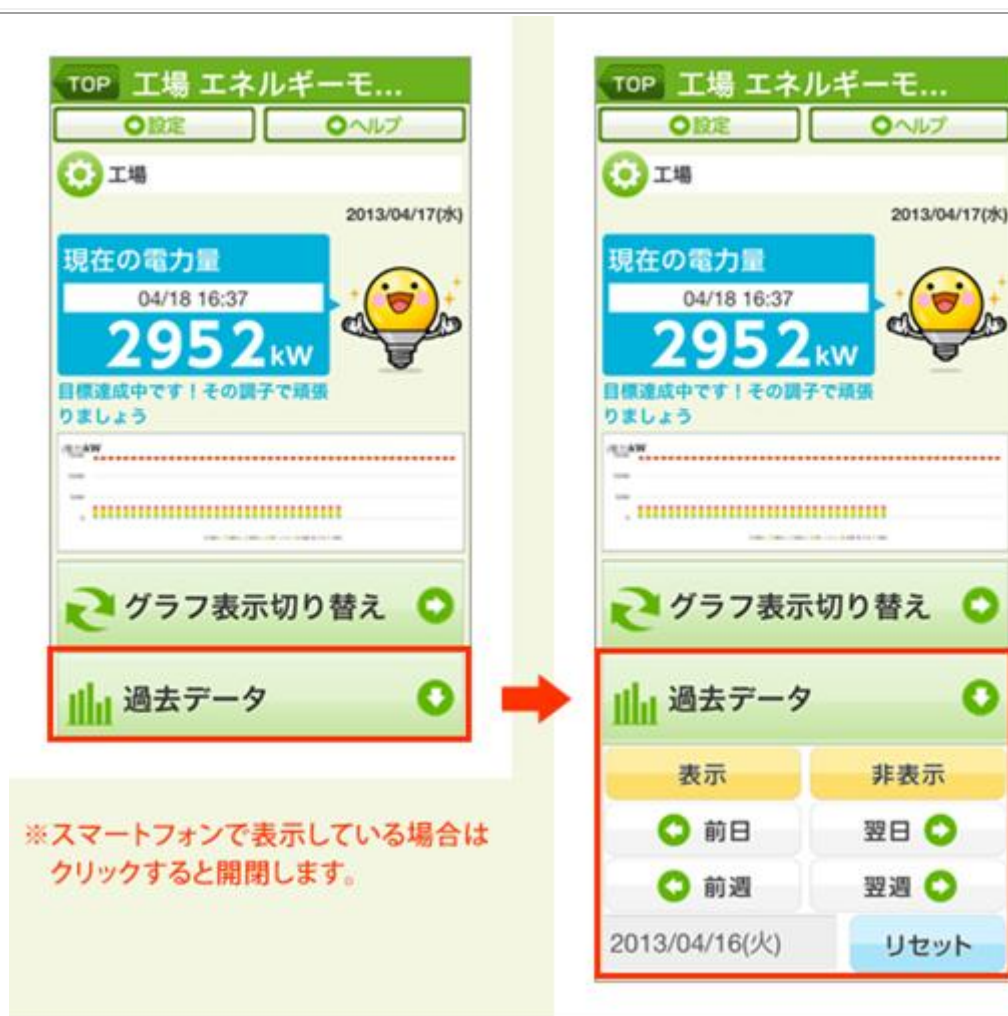 TOP 工場 エネルギーモ...
設定 ヘルプ
工場
2013/04/17(水)
現在の電力量
04/18 16:37
2952kW
目標達成中です！その調子で頑張
りましょう
kW
グラフ表示切り替え
過去データ
※スマートフォンで表示している場合は
クリックすると開閉します。
TOP 工場 エネルギーモ...
設定 ヘルプ
工場
2013/04/17(水)
現在の電力量
04/18 16:37
2952kW
目標達成中です！その調子で頑張
りましょう
kW
グラフ表示切り替え
過去データ
表示 非表示
前日 翌日
前週 翌週
2013/04/16(火) リセット